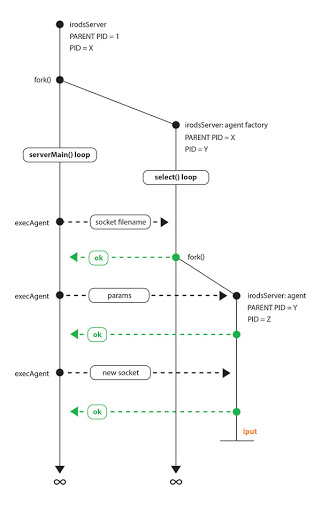 irodsServer
PARENT PID = 1
PID = X
fork()
irodsServer: agent factory
PARENT PID = X
PID = Y
serverMain() loop
select() loop
execAgent
socket filename
ok
fork()
execAgent
params
irodsServer: agent
PARENT PID = Y
PID = Z
ok
execAgent
new socket
ok
iput
∞
∞